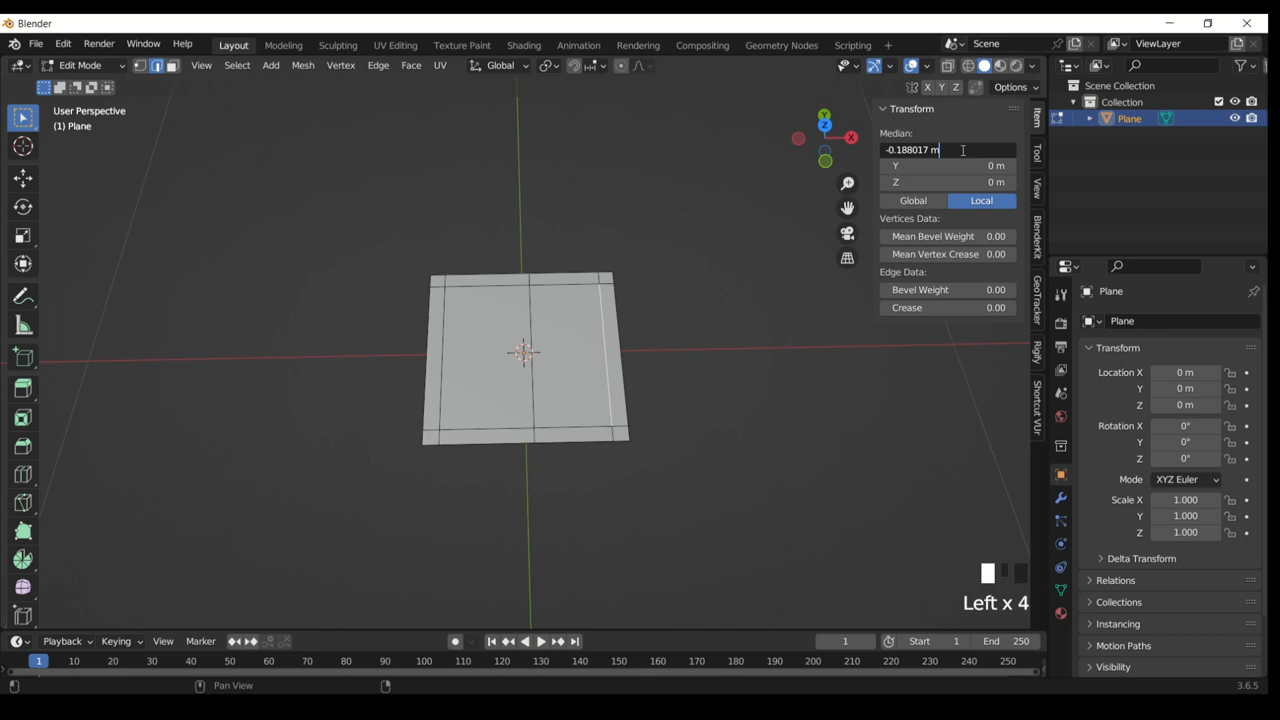 Blender
File Edit Render Window Help Layout Modeling Sculpting UV Editing Texture Paint Shading Animation Rendering Compositing Geometry Nodes Scripting + Scene ViewLayer
Edit Mode View Select Add Mesh Vertex Edge Face UV Global
X Y Z Options
User Perspective
(1) Plane
Y
Z
X
Transform
Median:
-0.188017 m
Y 0 m
Z 0 m
Global Local
Vertices Data:
Mean Bevel Weight 0.00
Mean Vertex Crease 0.00
Edge Data:
Bevel Weight 0.00
Crease 0.00
Item
Tool
View
BlenderKit
GeoTracker
Rigify
Shortcut VUr
Scene Collection
Collection
Plane
Plane
Plane
Transform
Location X 0 m
Y 0 m
Z 0 m
Rotation X 0°
Y 0°
Z 0°
Mode XYZ Euler
Scale X 1.000
Y 1.000
Z 1.000
Delta Transform
Relations
Collections
Instancing
Motion Paths
Visibility
Left x 4
Playback Keying View Marker 1 Start 1 End 250
1 10 20 30 40 50 60 70 80 90 100 110 120 130 140 150 160 170 180 190 200 210 220 230 240 250
Pan View 3.6.5